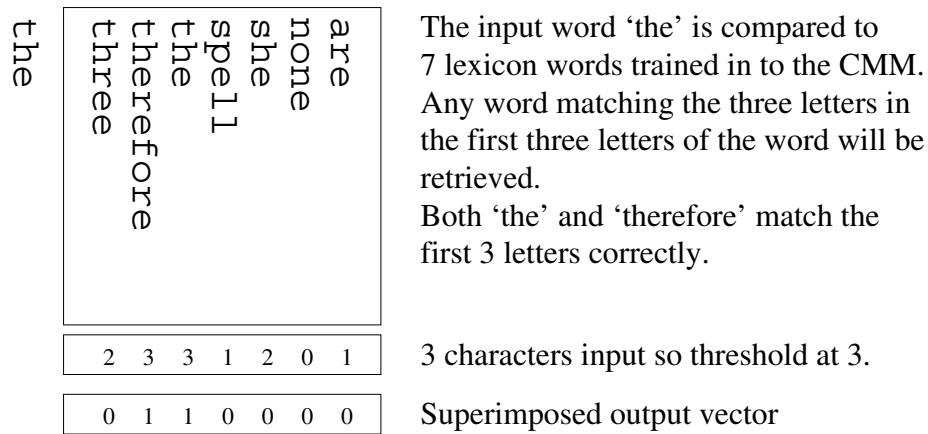 the
three
therefore
the
spell
she
none
are
The input word ‘the’ is compared to
7 lexicon words trained in to the CMM.
Any word matching the three letters in
the first three letters of the word will be
retrieved.
Both ‘the’ and ‘therefore’ match the
first 3 letters correctly.
2 3 3 1 2 0 1
3 characters input so threshold at 3.
0 1 1 0 0 0 0
Superimposed output vector